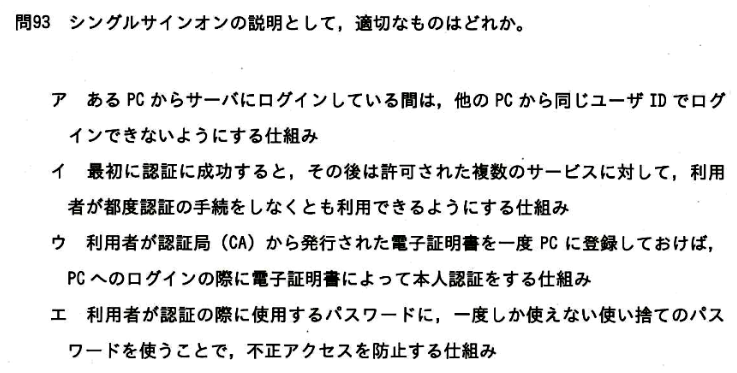 問93　シングルサインオンの説明として，適切なものはどれか。
ア　ある PC からサーバにログインしている間は，他の PC から同じユーザ ID でログ
インできないようにする仕組み
イ　最初に認証に成功すると，その後は許可された複数のサービスに対して，利用
者が都度認証の手続をしなくとも利用できるようにする仕組み
ウ　利用者が認証局（CA）から発行された電子証明書を一度 PC に登録しておけば，
PC へのログインの際に電子証明書によって本人認証をする仕組み
エ　利用者が認証の際に使用するパスワードに，一度しか使えない使い捨てのパス
ワードを使うことで，不正アクセスを防止する仕組み